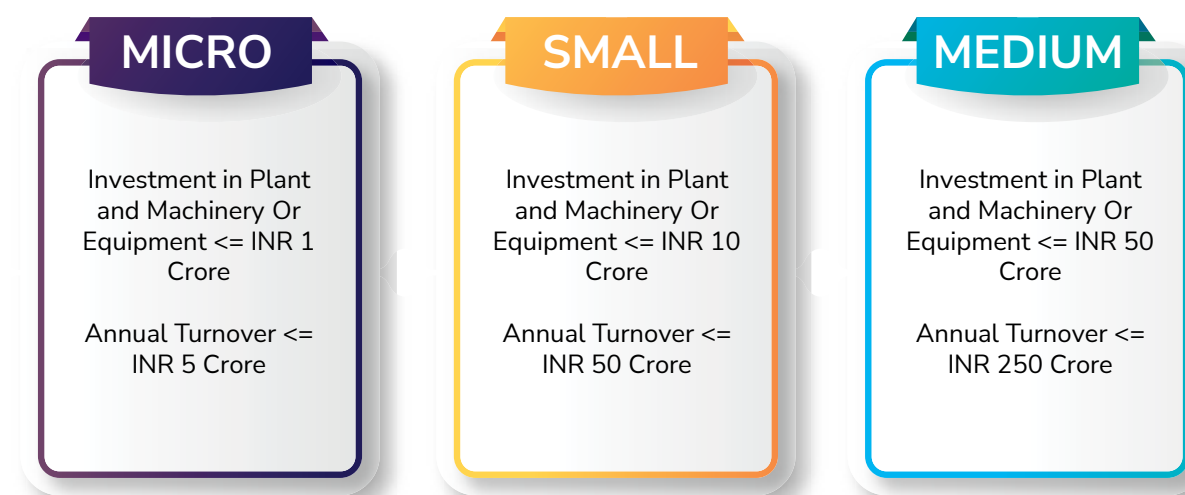 MICRO
Investment in Plant
and Machinery Or
Equipment <= INR 1
Crore
Annual Turnover <=
INR 5 Crore
SMALL
Investment in Plant
and Machinery Or
Equipment <= INR 10
Crore
Annual Turnover <=
INR 50 Crore
MEDIUM
Investment in Plant
and Machinery Or
Equipment <= INR 50
Crore
Annual Turnover <=
INR 250 Crore